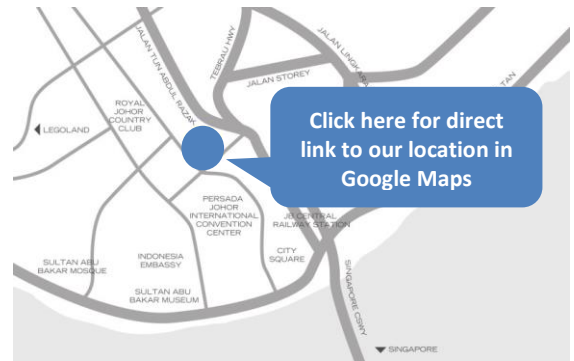 JALAN TUN ABDUL RAZAK
TEBRAU HWY
JALAN LINGKARA
JALAN STOREY
TAN
ROYAL
JOHOR
COUNTRY
CLUB
LEGOLAND
Click here for direct
link to our location in
Google Maps
PERSADA
JOHOR
INTERNATIONAL
CONVENTION
CENTER
JB CENTRAL
RAILWAY STATION
CITY
SQUARE
INDONESIA
EMBASSY
SULTAN ABU
BAKAR MOSQUE
SULTAN ABU
BAKAR MUSEUM
SINGAPORE CSWY
SINGAPORE